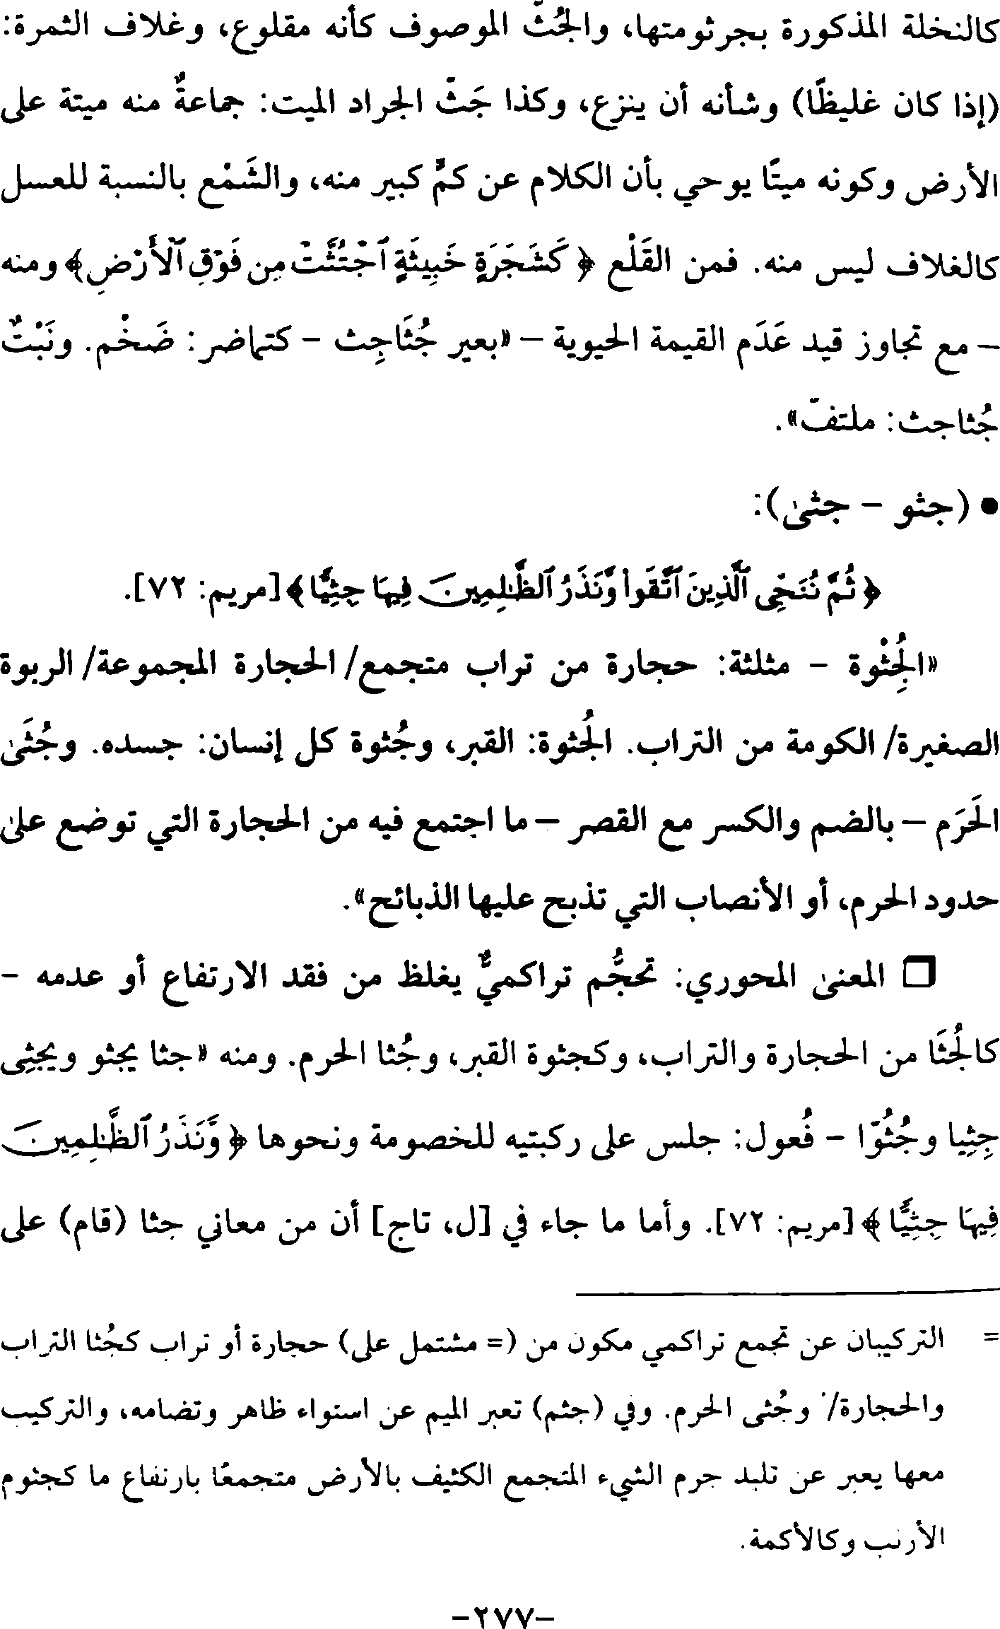 كالنخلة المذكورة بجرثومتها، والجُثّ الموصوف كأنه مقلوع، وغلاف الثمرة:
(إذا كان غليظًا) وشأنه أن ينزع، وكذا جَثّ الجراد الميت: جماعةٌ منه ميتة على
الأرض وكونه ميتًا يوحي بأن الكلام عن كمٍّ كبير منه، والشَمْع بالنسبة للعسل
كالغلاف ليس منه. فمن القَلْع ﴿ كَشَجَرَةٍ خَبِيثَةٍ ٱجْتُثَّتْ مِن فَوْقِ ٱلْأَرْضِ﴾ ومنه
– مع تجاوز قيد عَدَم القيمة الحيوية – «بعير جُثَاجِث – كتماضر: ضَخْم. ونَبْتٌ
جُثاجث: ملتفّ».
• (جثو – جثى):
﴿ ثُمَّ نُنَجِّى ٱلَّذِينَ ٱتَّقَوا۟ وَّنَذَرُ ٱلظَّٰلِمِينَ فِيهَا جِثِيًّا ﴾ [مريم: ٧٢].
«الجُِثْوة – مثلثة: حجارة من تراب متجمع/ الحجارة المجموعة/ الربوة
الصغيرة/ الكومة من التراب. الجُثوة: القبر، وجُثوة كل إنسان: جسده. وجُثَى
الحَرَم – بالضم والكسر مع القصر – ما اجتمع فيه من الحجارة التي توضع على
حدود الحرم، أو الأنصاب التي تذبح عليها الذبائح».
❒ المعنى المحوري: تحجُّم تراكميٌّ يغلظ من فقد الارتفاع أو عدمه –
كالجُثَا من الحجارة والتراب، وكجثوة القبر، وجُثا الحرم. ومنه «جثا يجثو ويجثِى
جِثِيا وجُثُوّا – فُعول: جلس على ركبتيه للخصومة ونحوها ﴿ وَّنَذَرُ ٱلظَّٰلِمِينَ
فِيهَا جِثِيًّا ﴾ [مريم: ٧٢]. وأما ما جاء في [ل، تاج] أن من معاني جثا (قام) على
= التركيبان عن تجمع تراكمي مكون من (= مشتمل على) حجارة أو تراب كجُثا التراب
والحجارة/ وجُثى الحرم. وفي (جثم) تعبر الميم عن استواء ظاهر وتضامه، والتركيب
معها يعبر عن تلبد جرم الشيء المتجمع الكثيف بالأرض متجمعًا بارتفاع ما كجثوم
الأرنب وكالأكمة.
–٢٧٧–